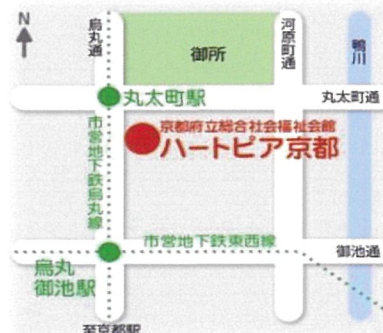 N
烏丸通
御所
河原町通
鴨川
丸太町駅
丸太町通
京都府立総合社会福祉会館
ハートピア京都
市営地下鉄烏丸線
市営地下鉄東西線
御池通
烏丸
御池駅
至京都駅